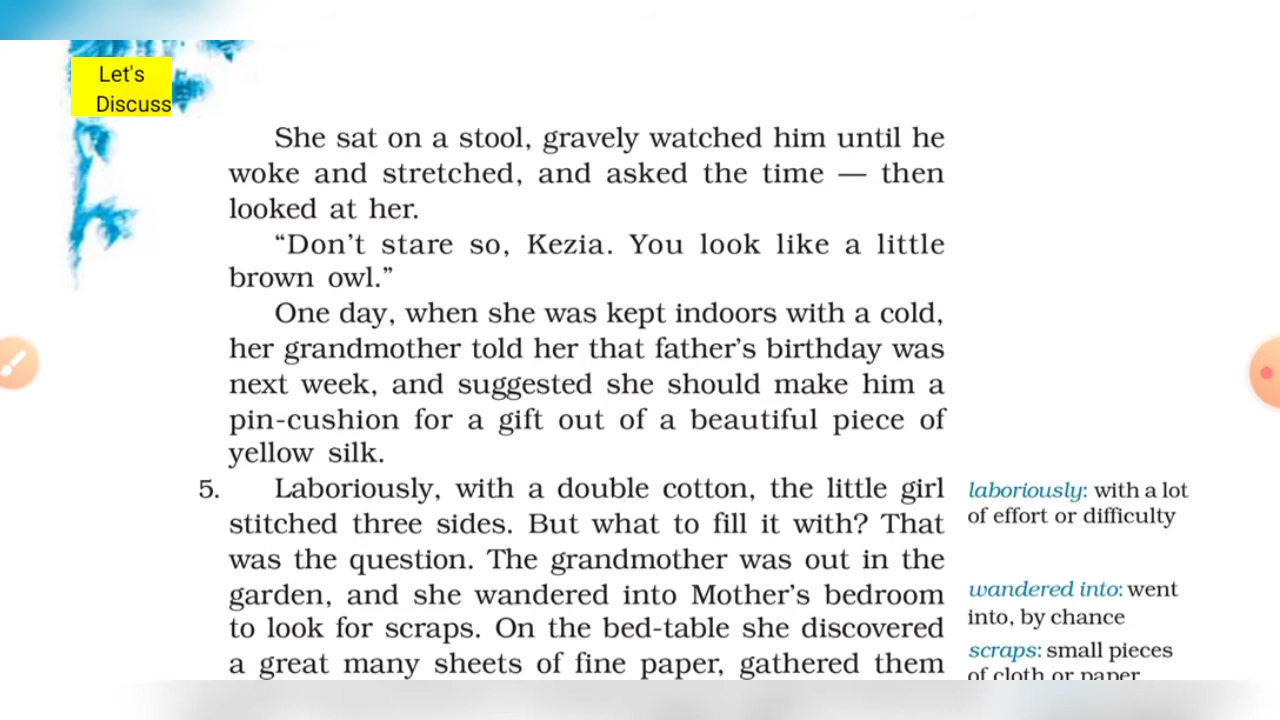 Let's
Discuss
She sat on a stool, gravely watched him until he
woke and stretched, and asked the time — then
looked at her.
“Don’t stare so, Kezia. You look like a little
brown owl.”
One day, when she was kept indoors with a cold,
her grandmother told her that father’s birthday was
next week, and suggested she should make him a
pin-cushion for a gift out of a beautiful piece of
yellow silk.
5. Laboriously, with a double cotton, the little girl
stitched three sides. But what to fill it with? That
was the question. The grandmother was out in the
garden, and she wandered into Mother’s bedroom
to look for scraps. On the bed-table she discovered
a great many sheets of fine paper, gathered them
laboriously: with a lot
of effort or difficulty
wandered into: went
into, by chance
scraps: small pieces
of cloth or paper